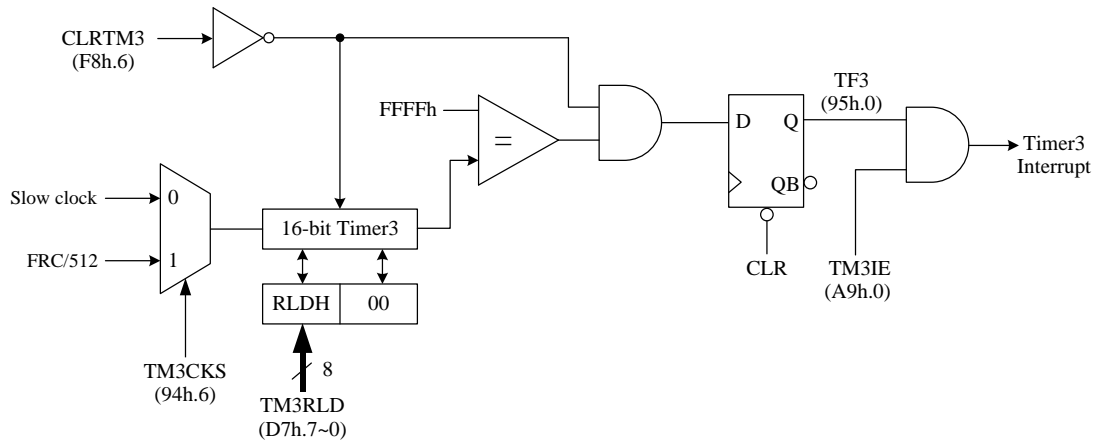 CLRTM3
(F8h.6)
FFFFh
=
D
Q
QB
CLR
TF3
(95h.0)
Timer3
Interrupt
TM3IE
(A9h.0)
Slow clock
0
FRC/512
1
16-bit Timer3
RLDH
00
TM3CKS
(94h.6)
8
TM3RLD
(D7h.7~0)